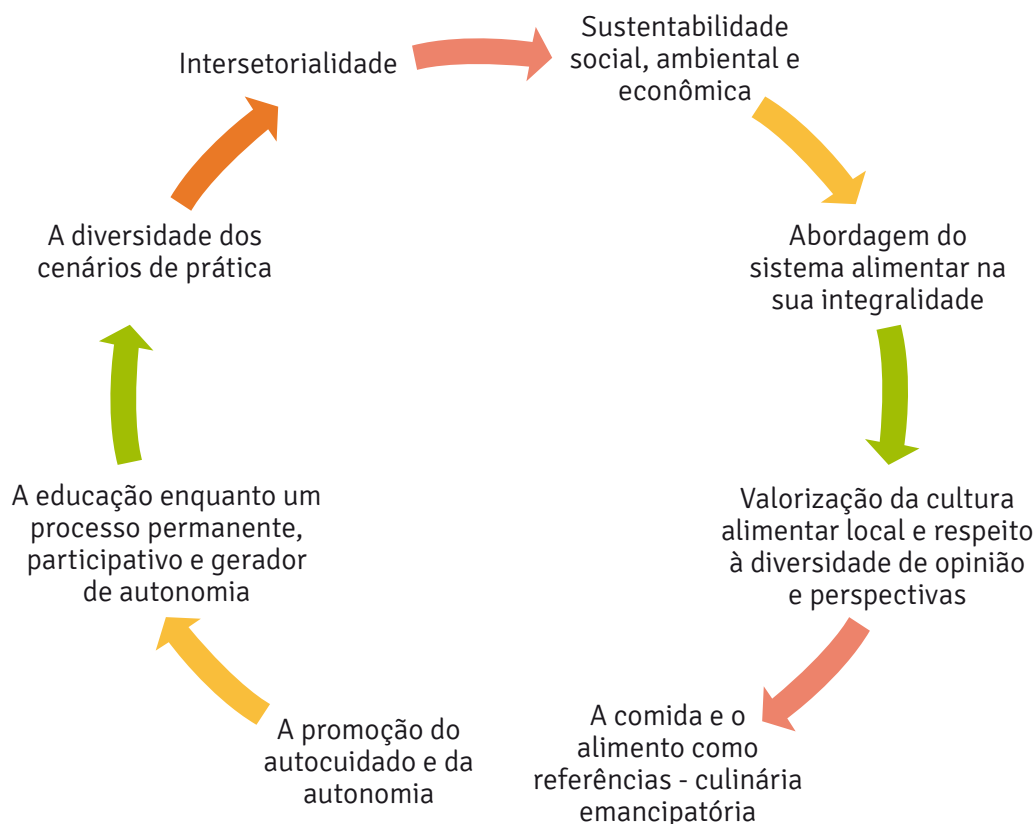 Intersetorialidade
Sustentabilidade
social, ambiental e
econômica
Abordagem do
sistema alimentar na
sua integralidade
Valorização da cultura
alimentar local e respeito
à diversidade de opinião
e perspectivas
A comida e o
alimento como
referências - culinária
emancipatória
A promoção do
autocuidado e da
autonomia
A educação enquanto um
processo permanente,
participativo e gerador
de autonomia
A diversidade dos
cenários de prática